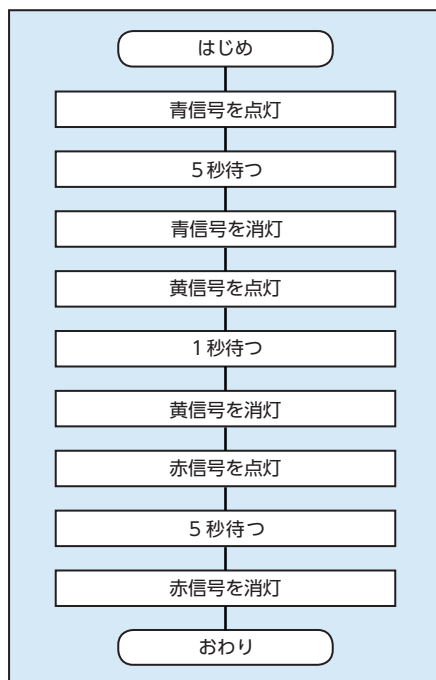 はじめ
青信号を点灯
5秒待つ
青信号を消灯
黄信号を点灯
1秒待つ
黄信号を消灯
赤信号を点灯
5秒待つ
赤信号を消灯
おわり